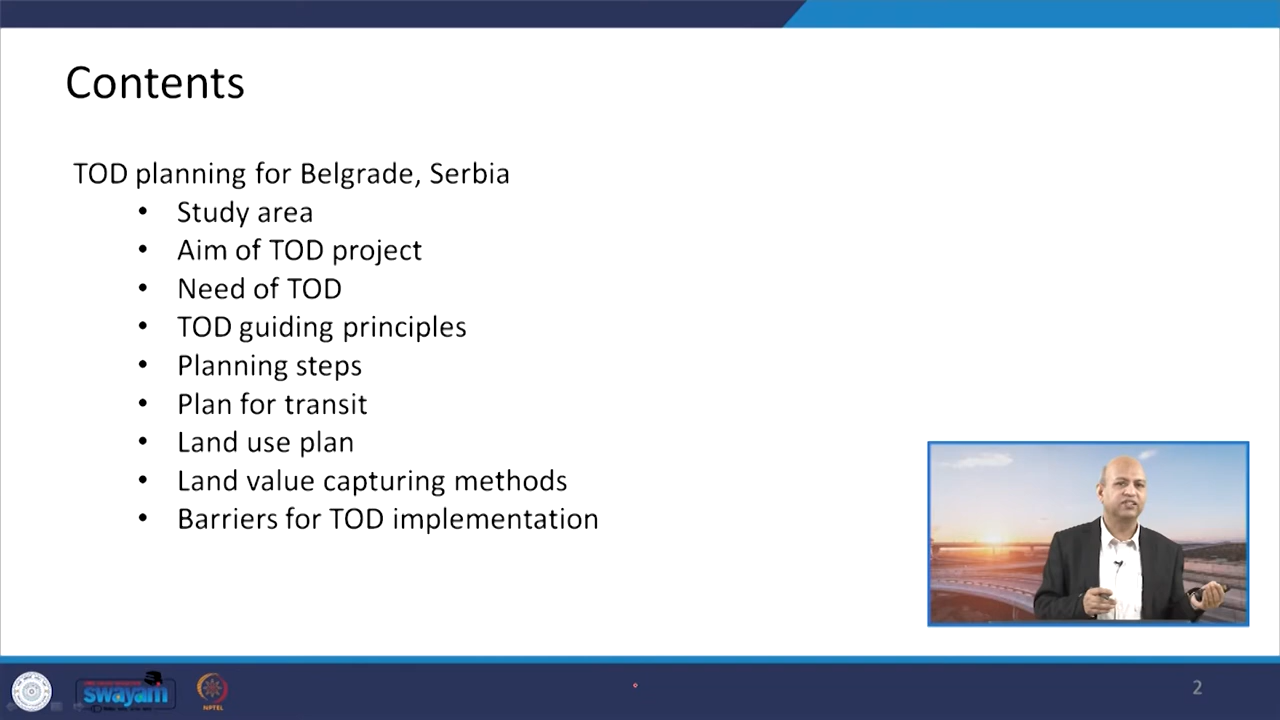 Contents
TOD planning for Belgrade, Serbia
• Study area
• Aim of TOD project
• Need of TOD
• TOD guiding principles
• Planning steps
• Plan for transit
• Land use plan
• Land value capturing methods
• Barriers for TOD implementation
swayam
NPTEL
2